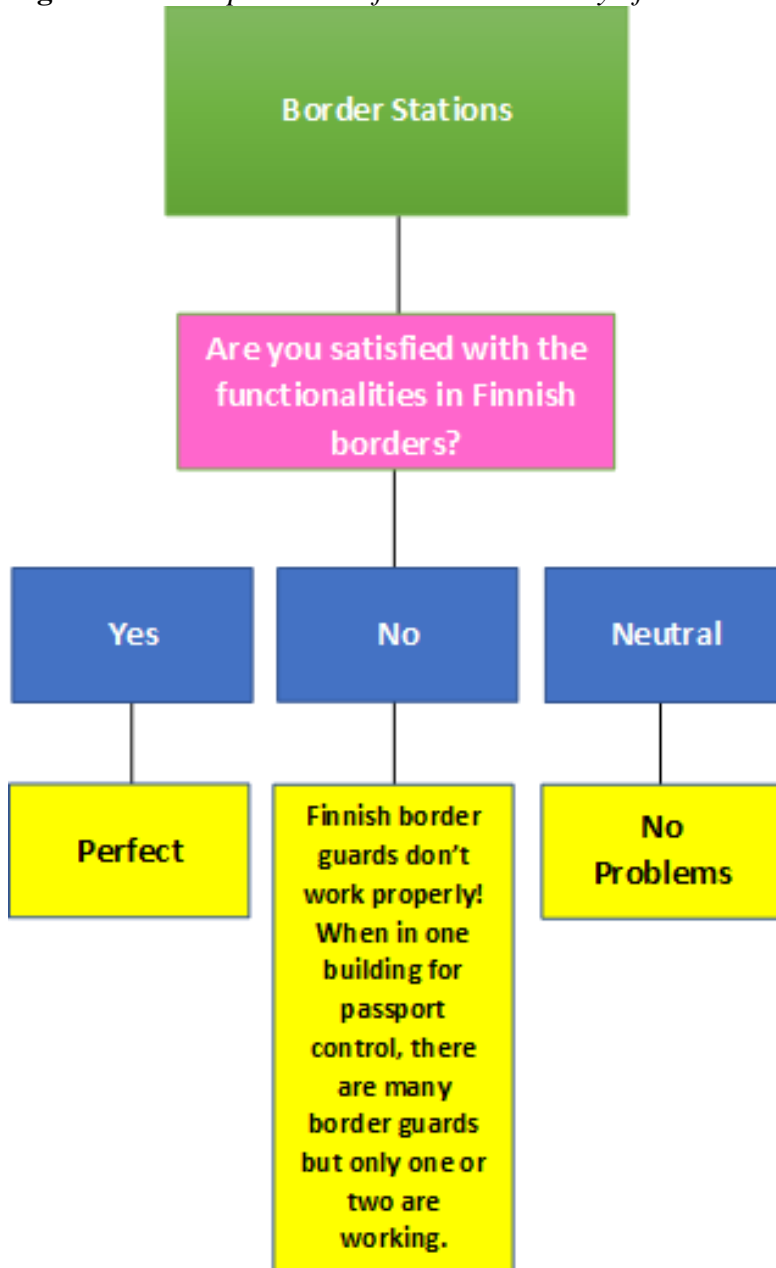 Border Stations
Are you satisfied with the
functionalities in Finnish
borders?
Yes
No
Neutral
Perfect
Finnish border
guards don't
work properly!
When in one
building for
passport
control, there
are many
border guards
but only one or
two are
working.
No
Problems